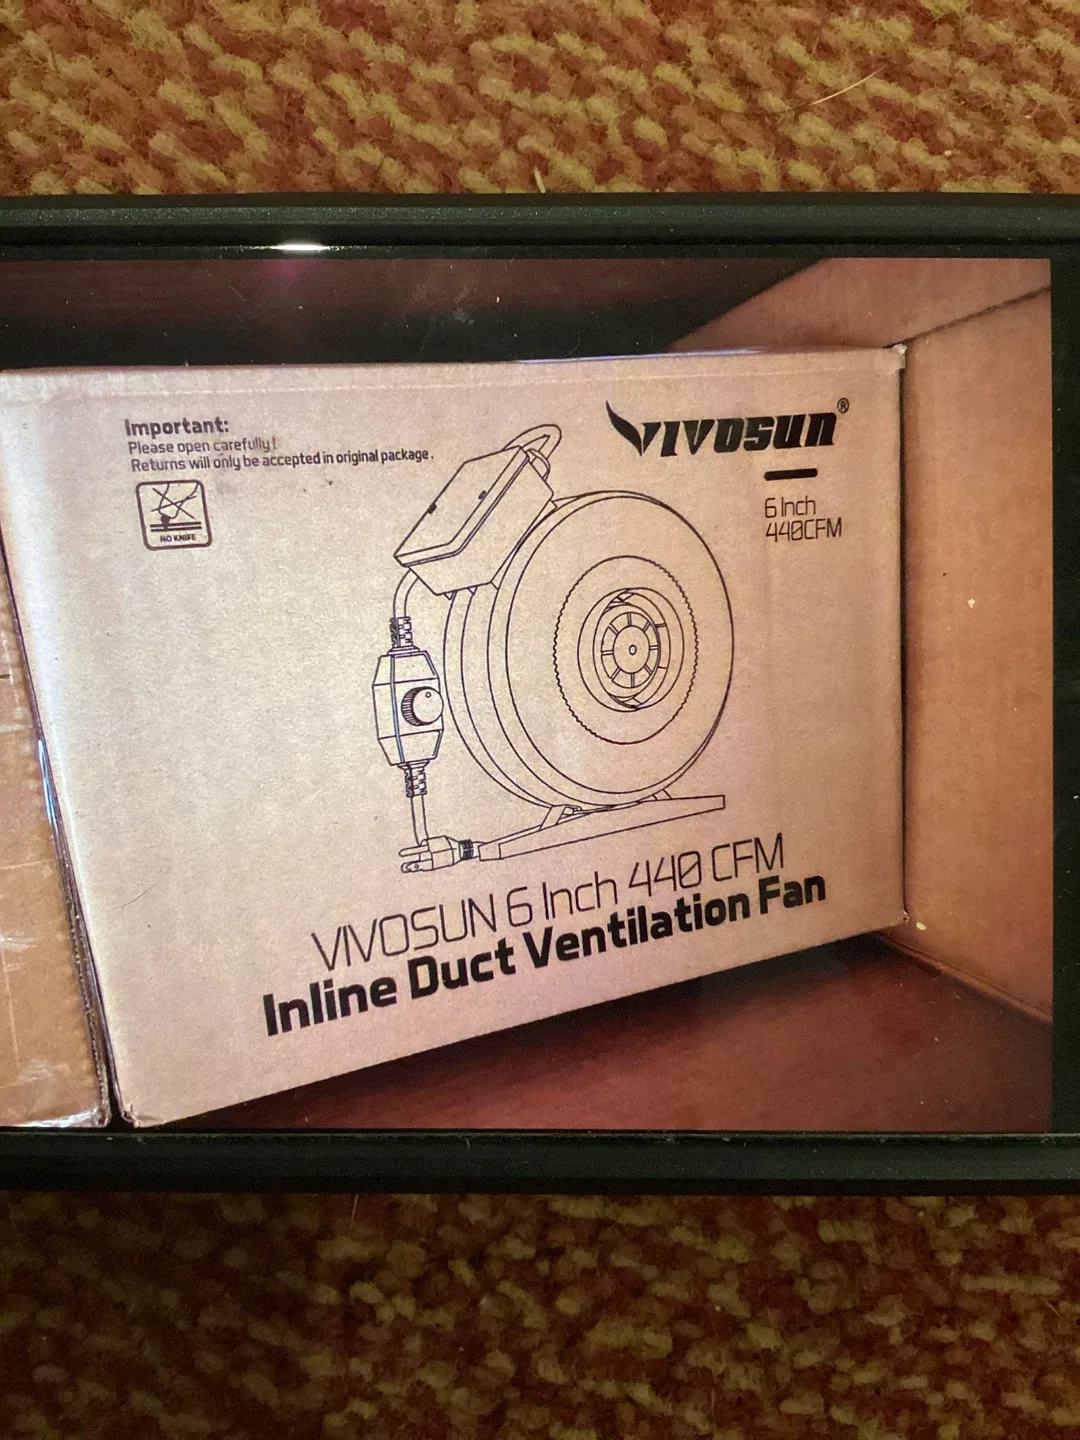 Important:
Please open carefully!
Returns will only be accepted in original package.
NO KNIFE
VIVOSUN®
6 Inch
440CFM
VIVOSUN 6 Inch 440 CFM
Inline Duct Ventilation Fan